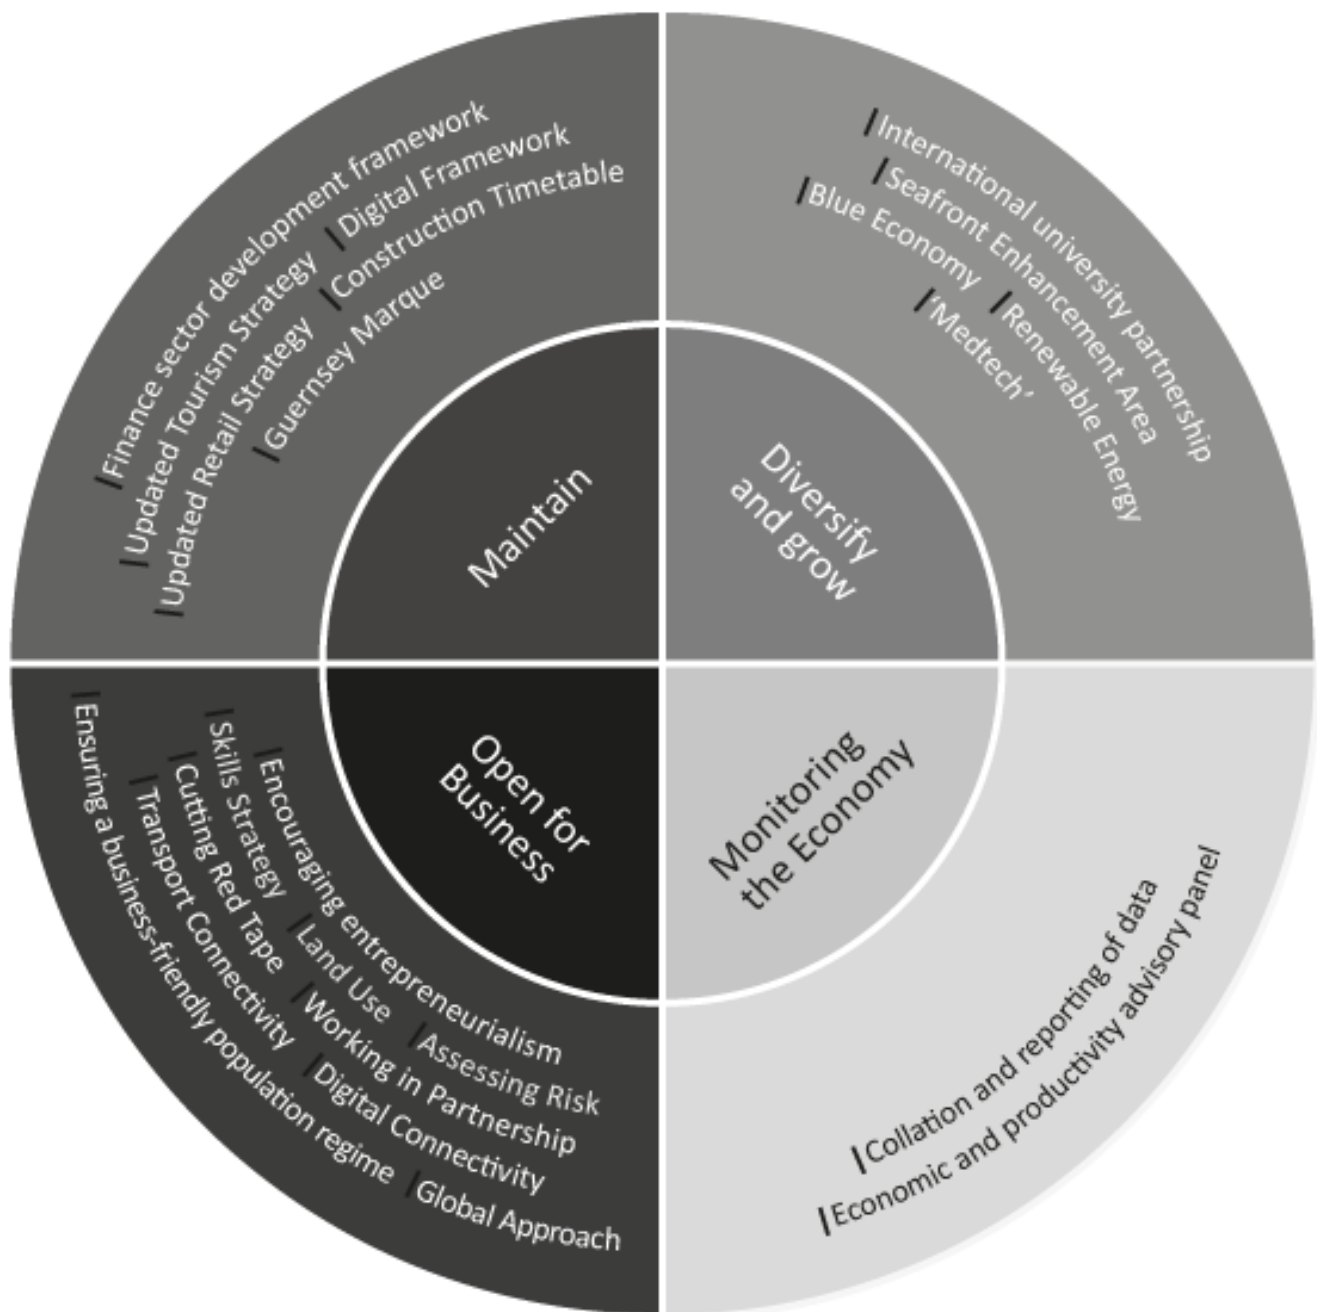 Finance sector development framework
Updated Tourism Strategy
Digital Framework
Updated Retail Strategy
Construction Timetable
Guernsey Marque
Maintain
International university partnership
Seafront Enhancement Area
Blue Economy
Renewable Energy
‘Medtech’
Diversify
and grow
Open for
Business
Encouraging entrepreneurialism
Skills Strategy
Land Use
Assessing Risk
Cutting Red Tape
Working in Partnership
Transport Connectivity
Digital Connectivity
Ensuring a business-friendly population regime
Global Approach
Monitoring
the Economy
Collation and reporting of data
Economic and productivity advisory panel